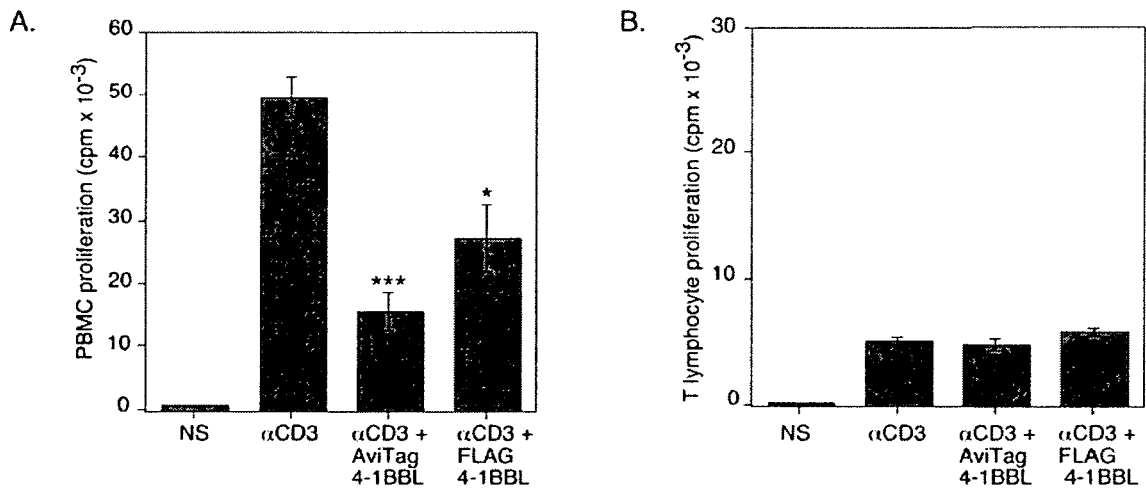 A.
PBMC proliferation (cpm x 10⁻³)
60
50
40
30
20
10
0
***
*
NS
αCD3
αCD3 +
AviTag
4-1BBL
αCD3 +
FLAG
4-1BBL
B.
T lymphocyte proliferation (cpm x 10⁻³)
30
20
10
0
NS
αCD3
αCD3 +
AviTag
4-1BBL
αCD3 +
FLAG
4-1BBL